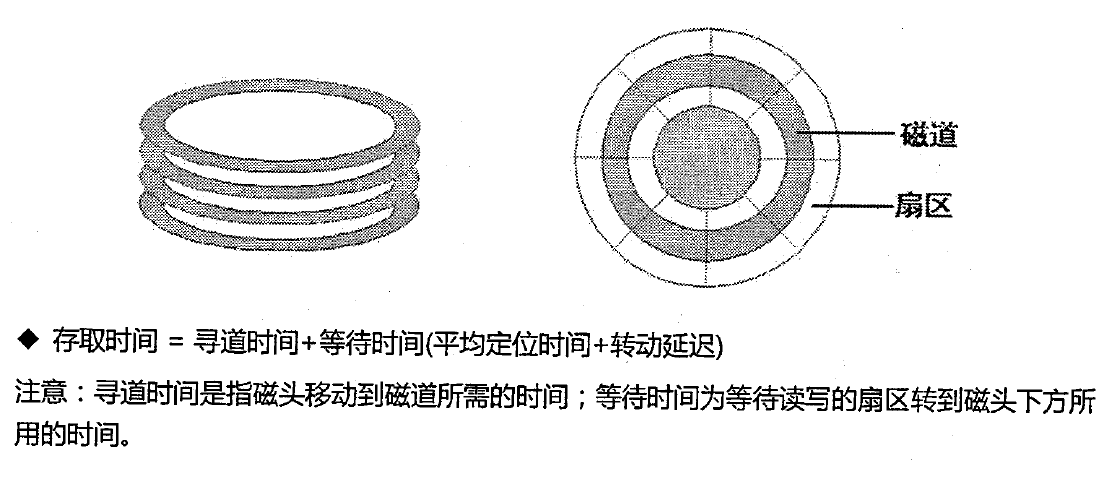 磁道
扇区
◆ 存取时间 = 寻道时间+等待时间(平均定位时间+转动延迟)
注意：寻道时间是指磁头移动到磁道所需的时间；等待时间为等待读写的扇区转到磁头下方所
用的时间。